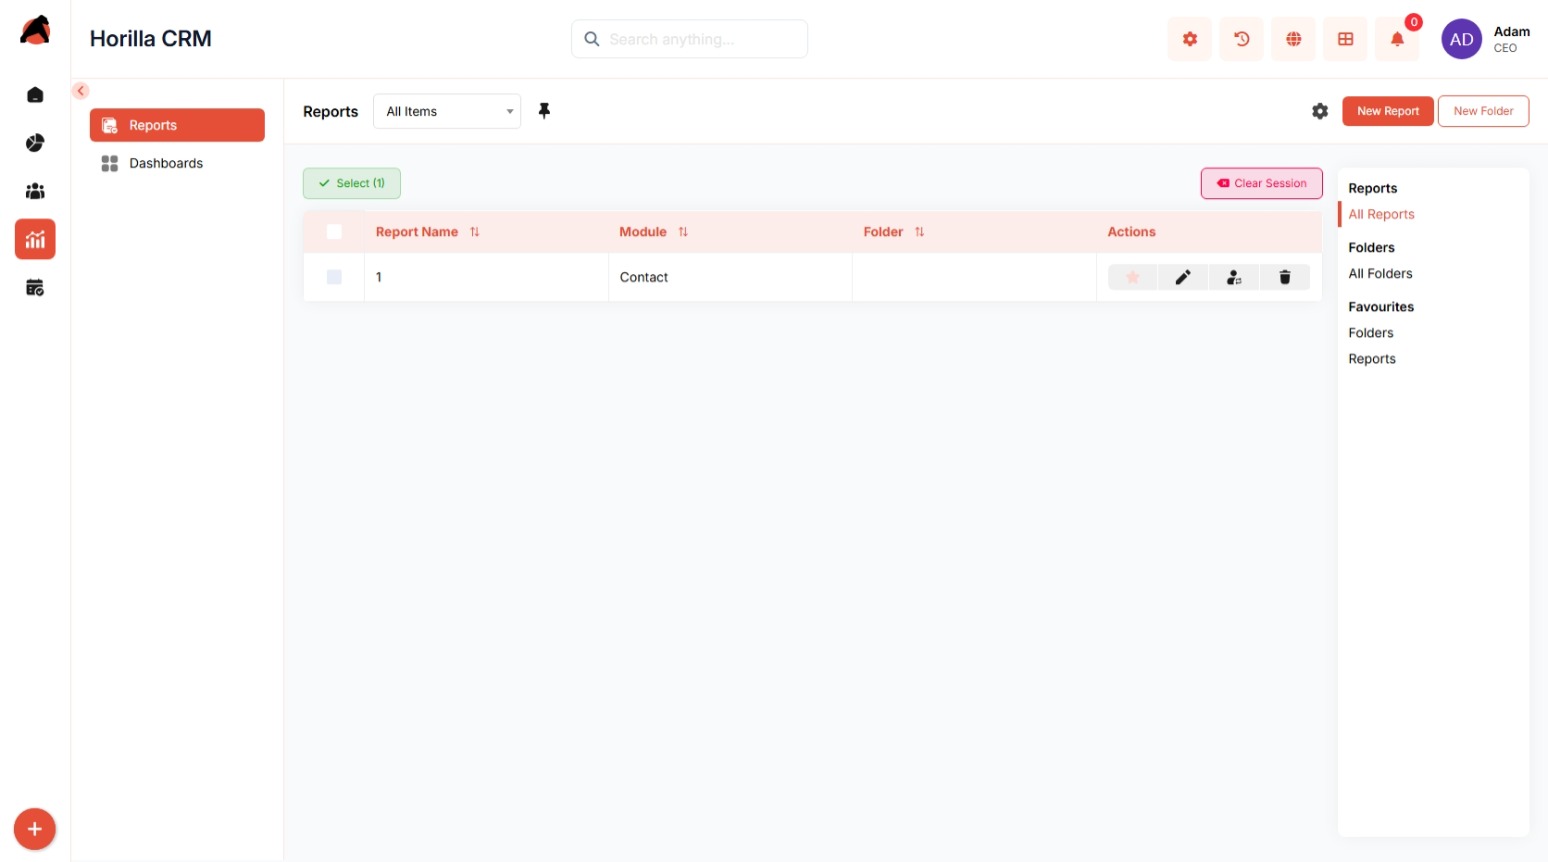 Horilla CRM
Search anything...
0
AD
Adam
CEO
Reports
Dashboards
Reports
All Items
New Report
New Folder
Select (1)
Clear Session
Report Name
Module
Folder
Actions
1
Contact
Reports
All Reports
Folders
All Folders
Favourites
Folders
Reports